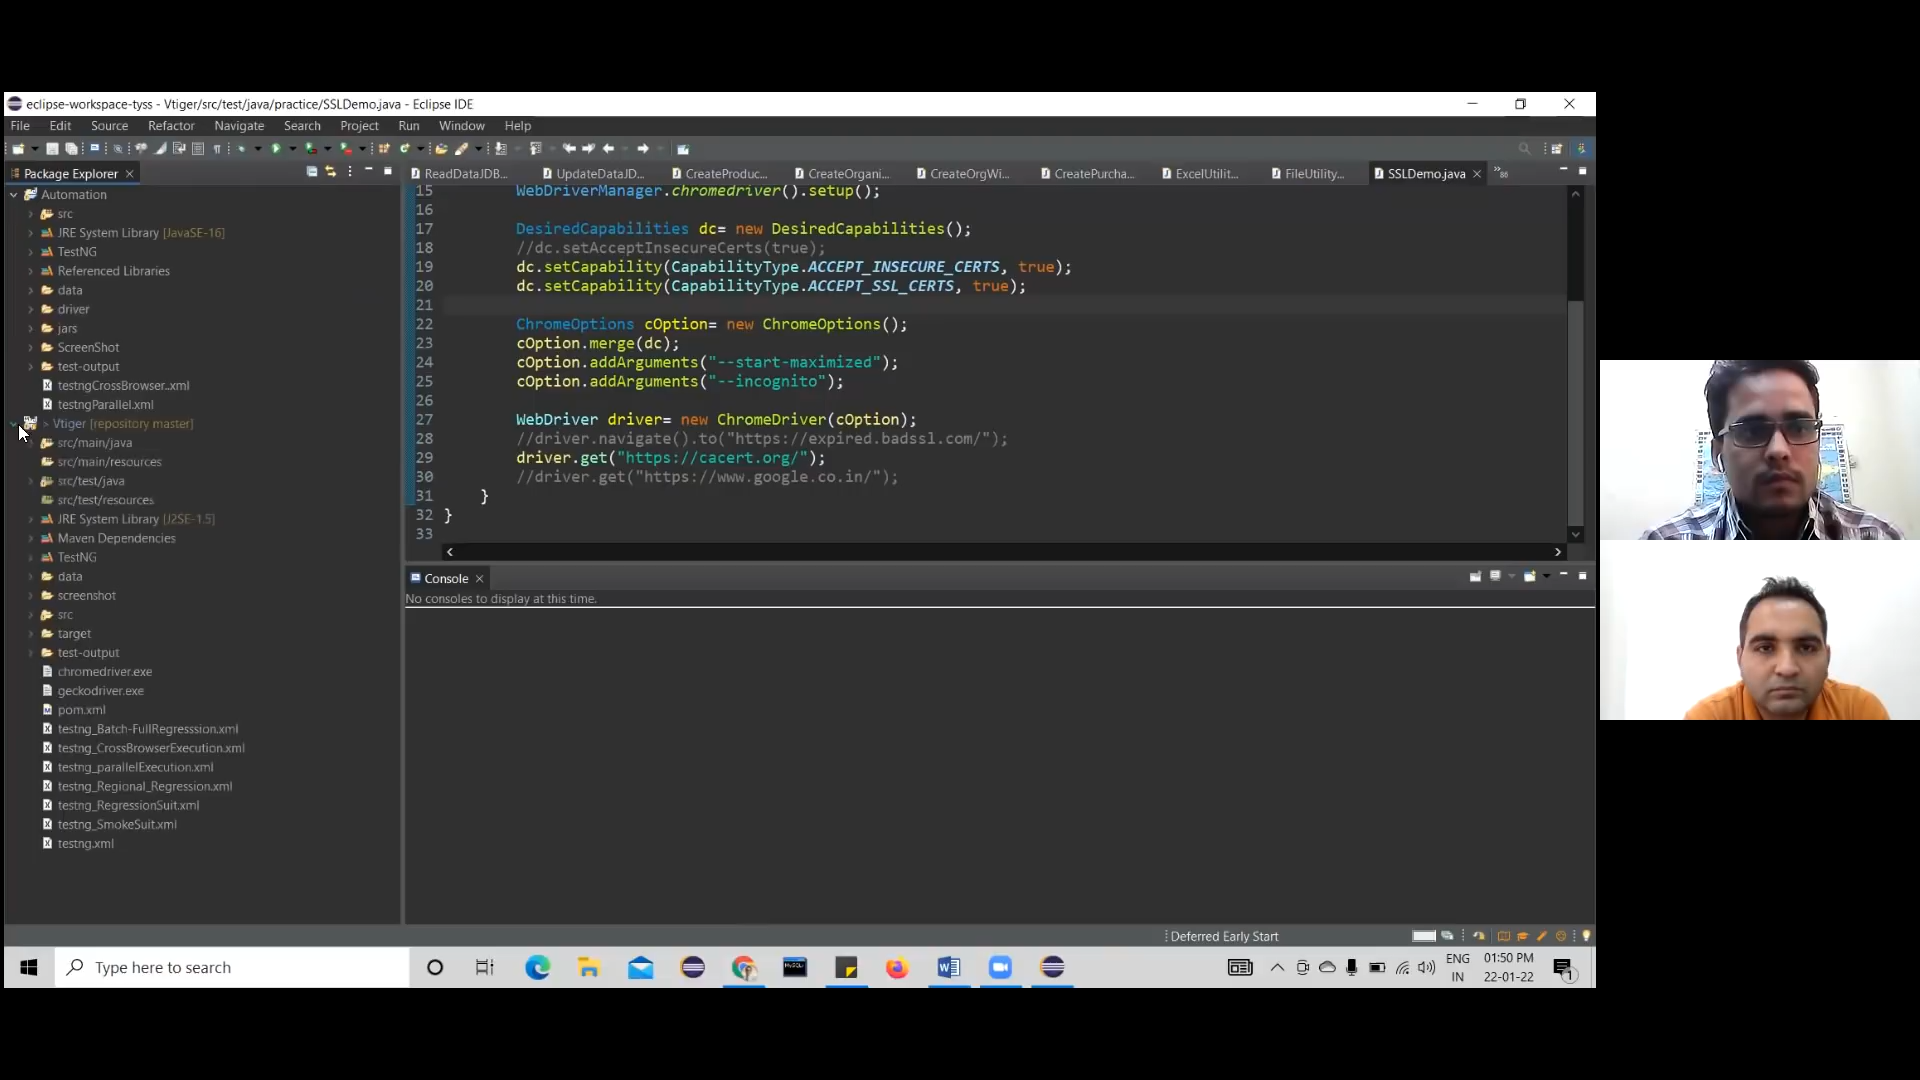 eclipse-workspace-tyss - Vtiger/src/test/java/practice/SSLDemo.java - Eclipse IDE
File Edit Source Refactor Navigate Search Project Run Window Help
Package Explorer
ReadDataJDB... UpdateDataJD... CreateProduc... CreateOrgani... CreateOrgWi... CreatePurcha... ExcelUtilit... FileUtility... SSLDemo.java »86
Automation
src
JRE System Library [JavaSE-16]
TestNG
Referenced Libraries
data
driver
jars
ScreenShot
test-output
testngCrossBrowser..xml
testngParallel.xml
> Vtiger [repository master]
src/main/java
src/main/resources
src/test/java
src/test/resources
JRE System Library [J2SE-1.5]
Maven Dependencies
TestNG
data
screenshot
src
target
test-output
chromedriver.exe
geckodriver.exe
pom.xml
testng_Batch-FullRegresssion.xml
testng_CrossBrowserExecution.xml
testng_parallelExecution.xml
testng_Regional_Regression.xml
testng_RegressionSuit.xml
testng_SmokeSuit.xml
testng.xml
15 WebDriverManager.chromedriver().setup();
16
17 DesiredCapabilities dc= new DesiredCapabilities();
18 //dc.setAcceptInsecureCerts(true);
19 dc.setCapability(CapabilityType.ACCEPT_INSECURE_CERTS, true);
20 dc.setCapability(CapabilityType.ACCEPT_SSL_CERTS, true);
21
22 ChromeOptions cOption= new ChromeOptions();
23 cOption.merge(dc);
24 cOption.addArguments("--start-maximized");
25 cOption.addArguments("--incognito");
26
27 WebDriver driver= new ChromeDriver(cOption);
28 //driver.navigate().to("https://expired.badssl.com/");
29 driver.get("https://cacert.org/");
30 //driver.get("https://www.google.co.in/");
31 }
32 }
33
Console
No consoles to display at this time.
Deferred Early Start
Type here to search
ENG
IN
01:50 PM
22-01-22
1